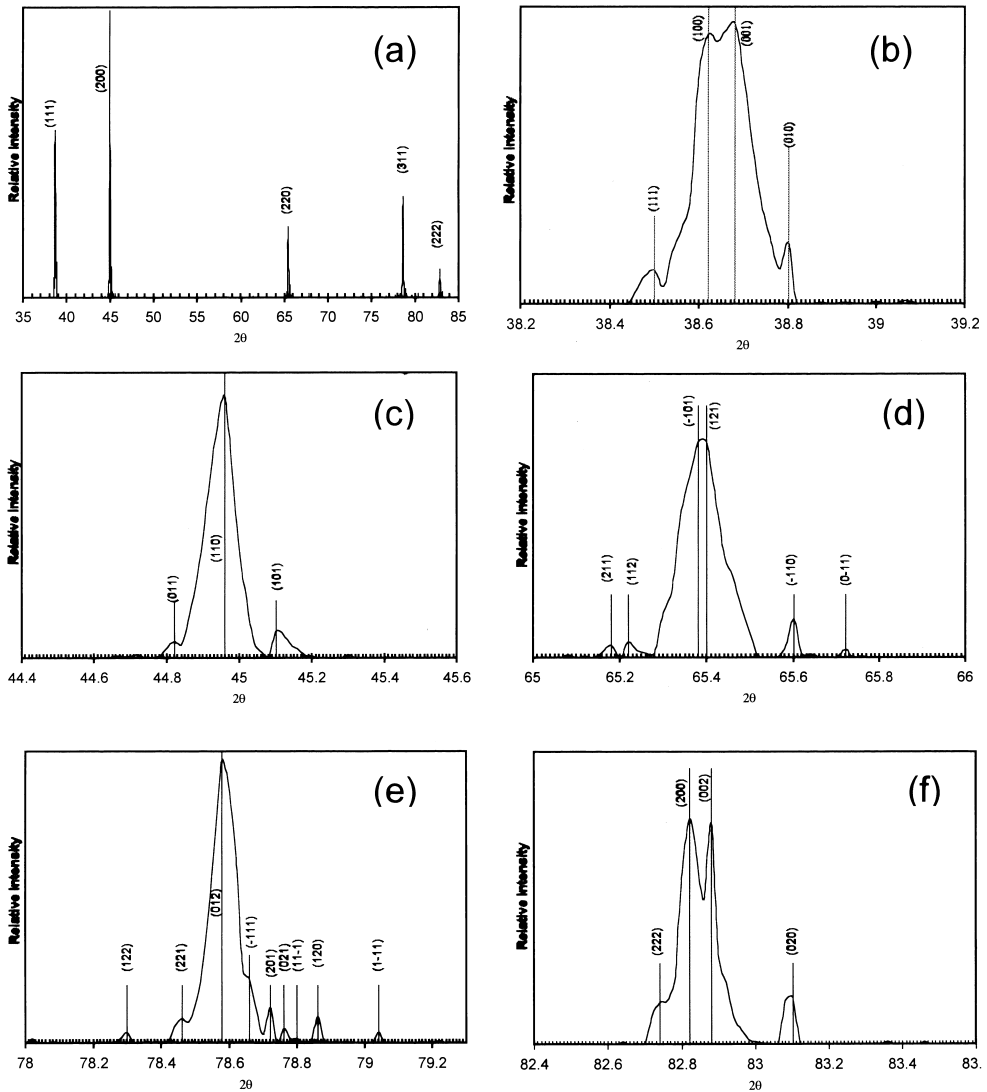 (a)
Relative intensity
(111)
(200)
(220)
(311)
(222)
35 40 45 50 55 60 65 70 75 80 85
2θ
(b)
Relative intensity
(111)
(100)
(001)
(010)
38.2 38.4 38.6 38.8 39 39.2
2θ
(c)
Relative intensity
(011)
(110)
(101)
44.4 44.6 44.8 45 45.2 45.4 45.6
2θ
(d)
Relative intensity
(211)
(112)
(-101)
(121)
(-110)
(0-11)
65 65.2 65.4 65.6 65.8 66
2θ
(e)
Relative intensity
(122)
(221)
(012)
(-111)
(201)
(021)
(11-1)
(120)
(1-11)
78 78.2 78.4 78.6 78.8 79 79.2
2θ
(f)
Relative intensity
(222)
(200)
(002)
(020)
82.4 82.6 82.8 83 83.2 83.4 83.
2θ